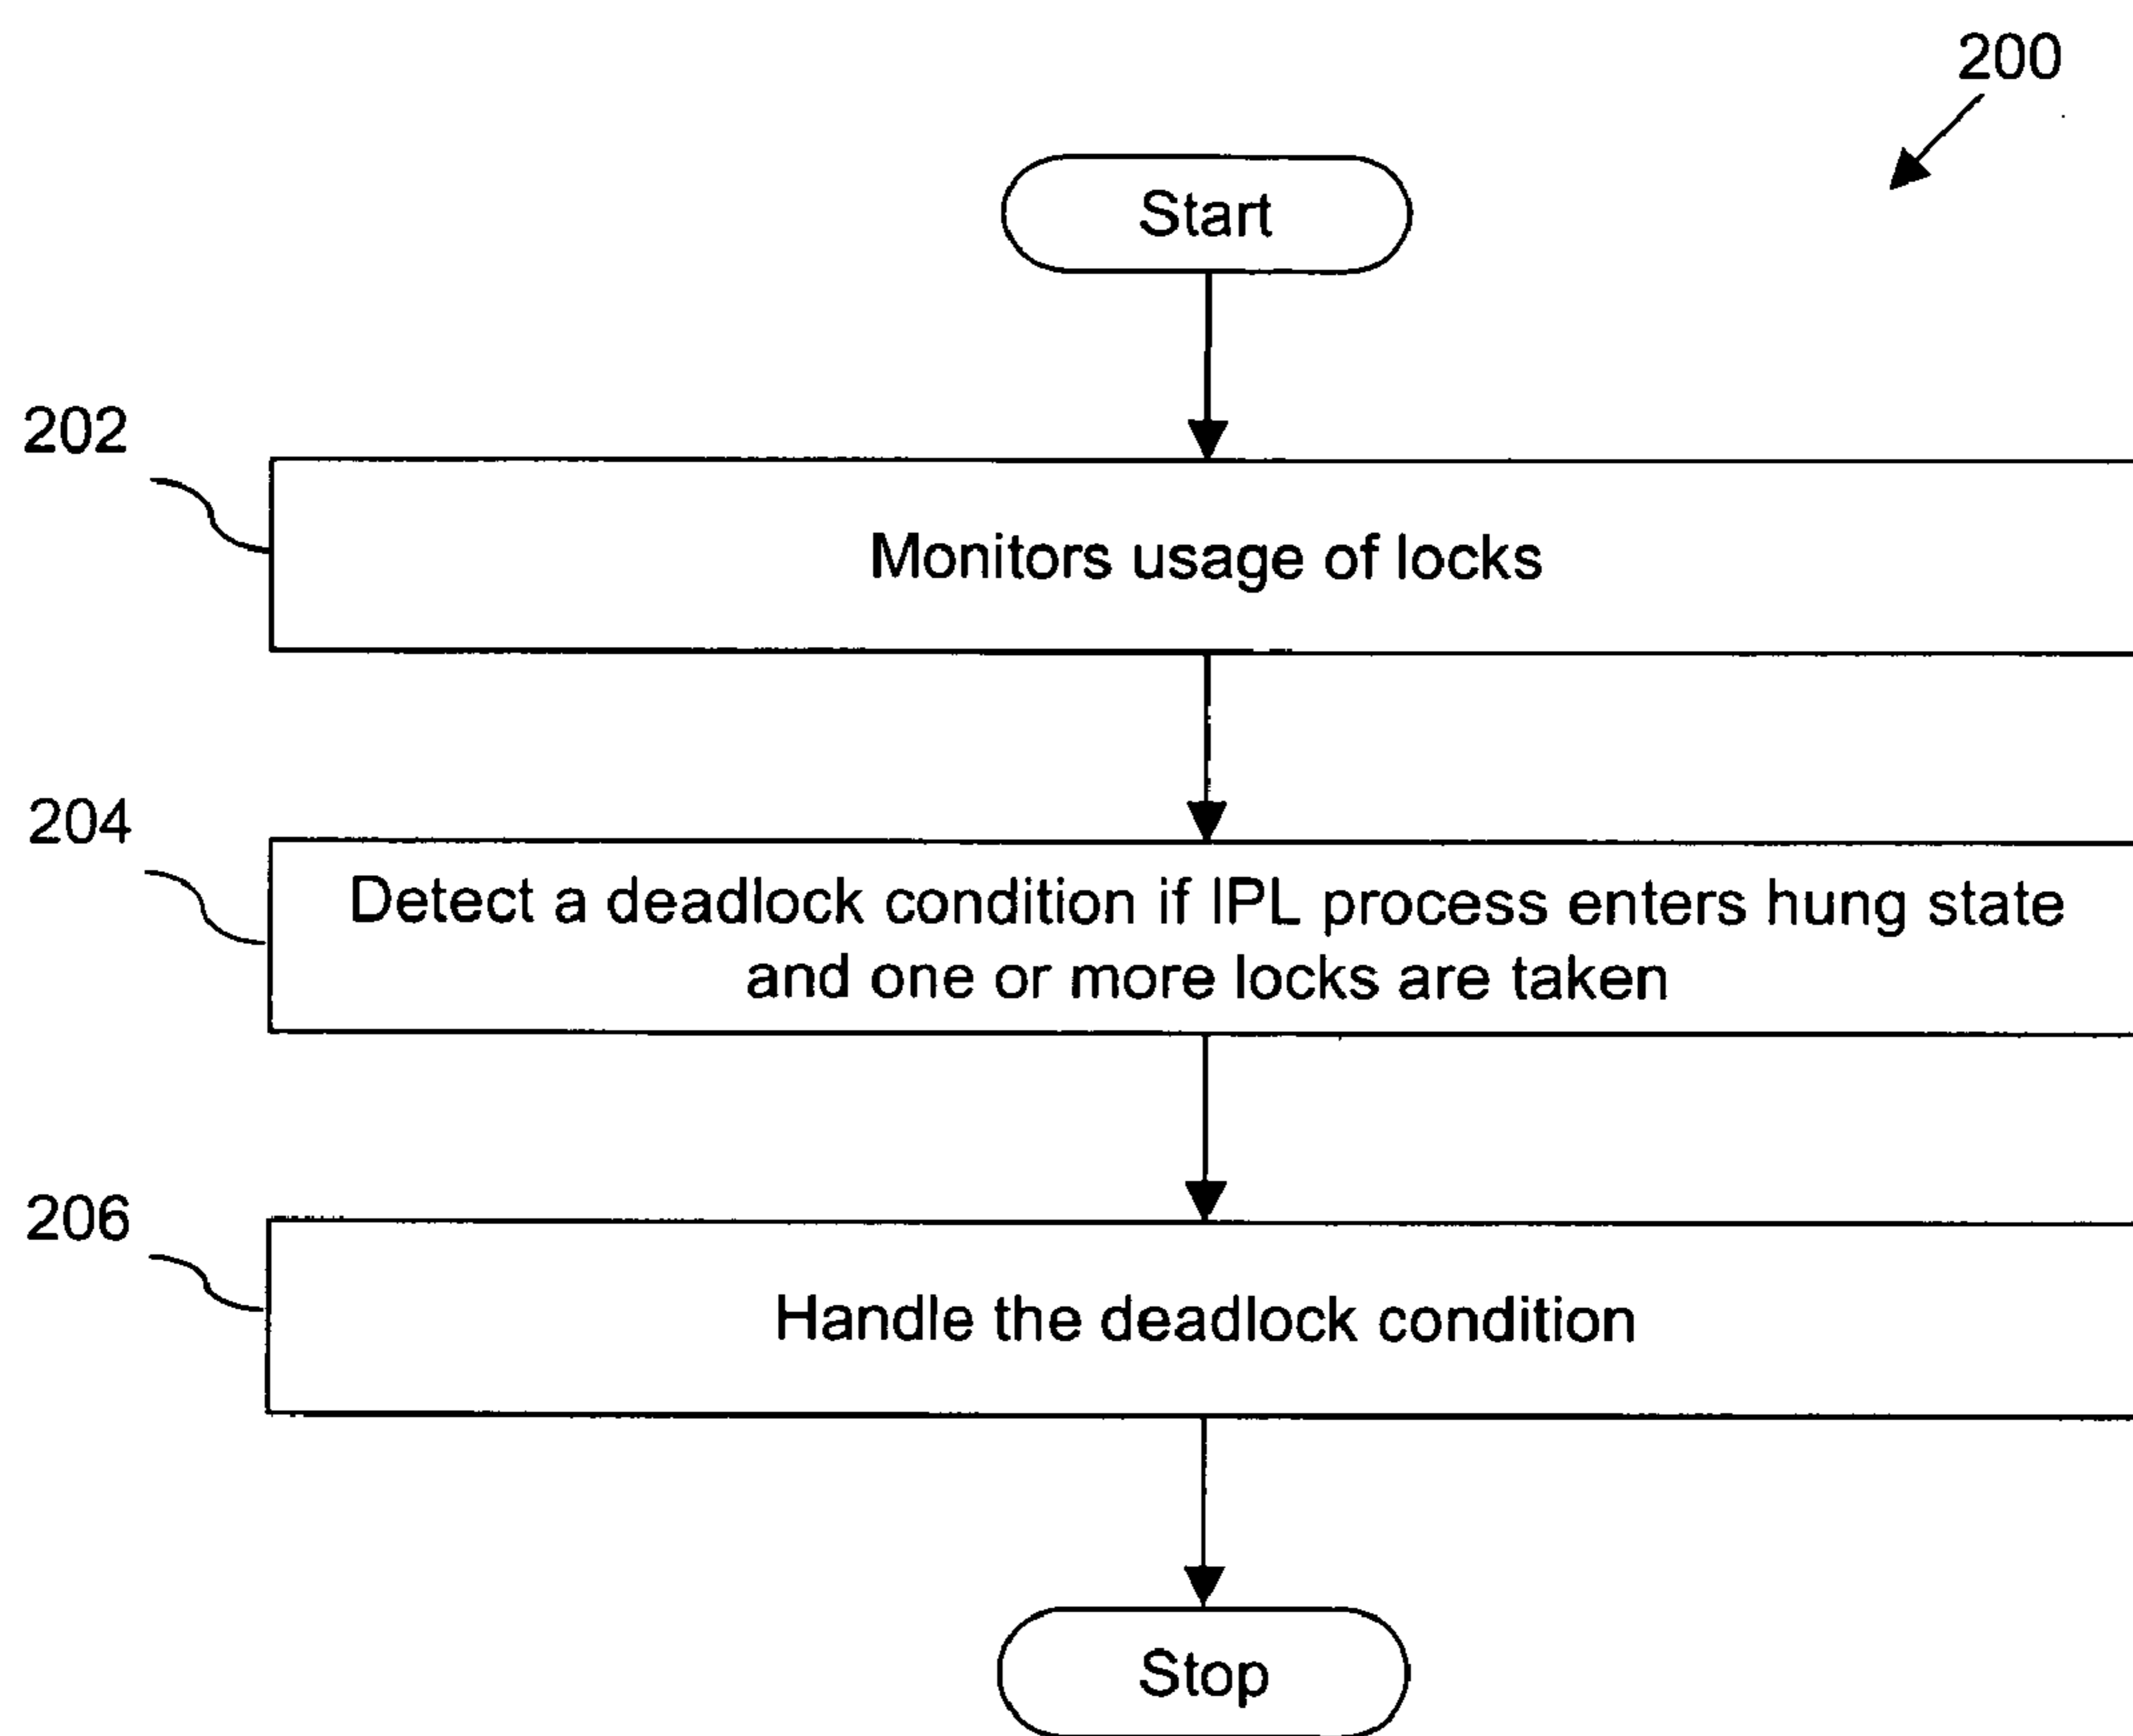 200
Start
202
Monitors usage of locks
204
Detect a deadlock condition if IPL process enters hung state
and one or more locks are taken
206
Handle the deadlock condition
Stop